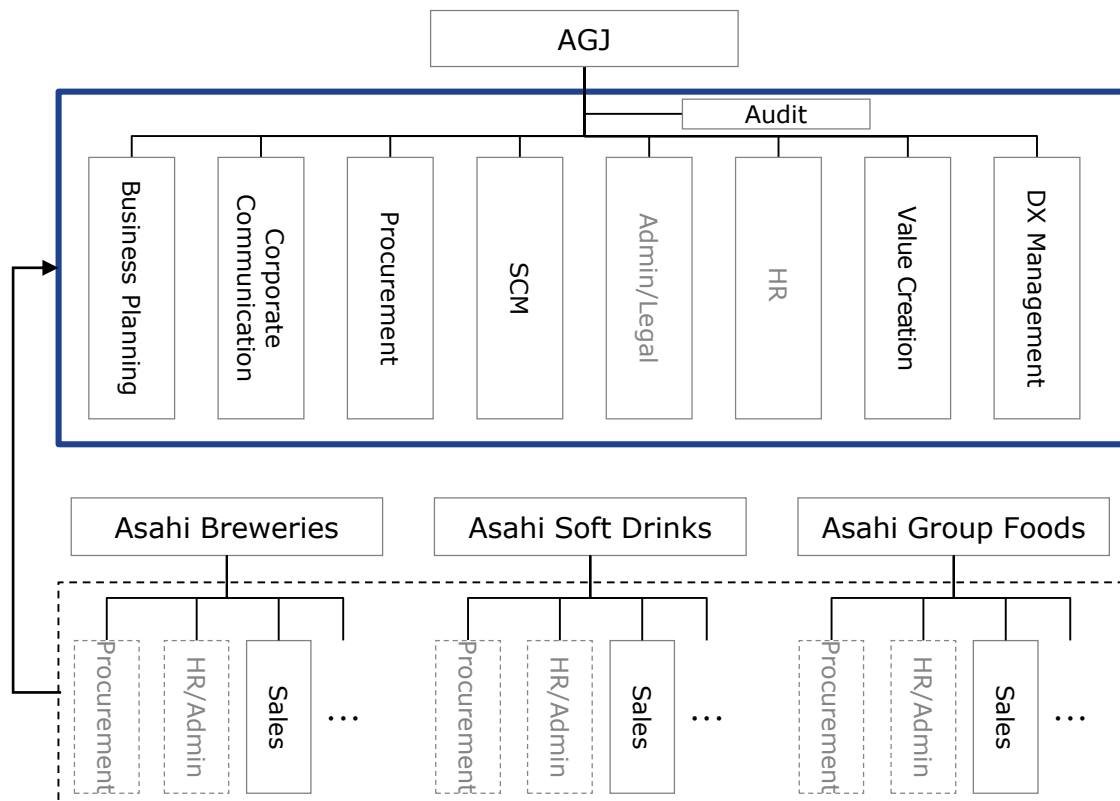 AGJ
Audit
Business Planning
Corporate
Communication
Procurement
SCM
Admin/Legal
HR
Value Creation
DX Management
Asahi Breweries
Asahi Soft Drinks
Asahi Group Foods
Procurement
HR/Admin
Sales
...
Procurement
HR/Admin
Sales
...
Procurement
HR/Admin
Sales
...